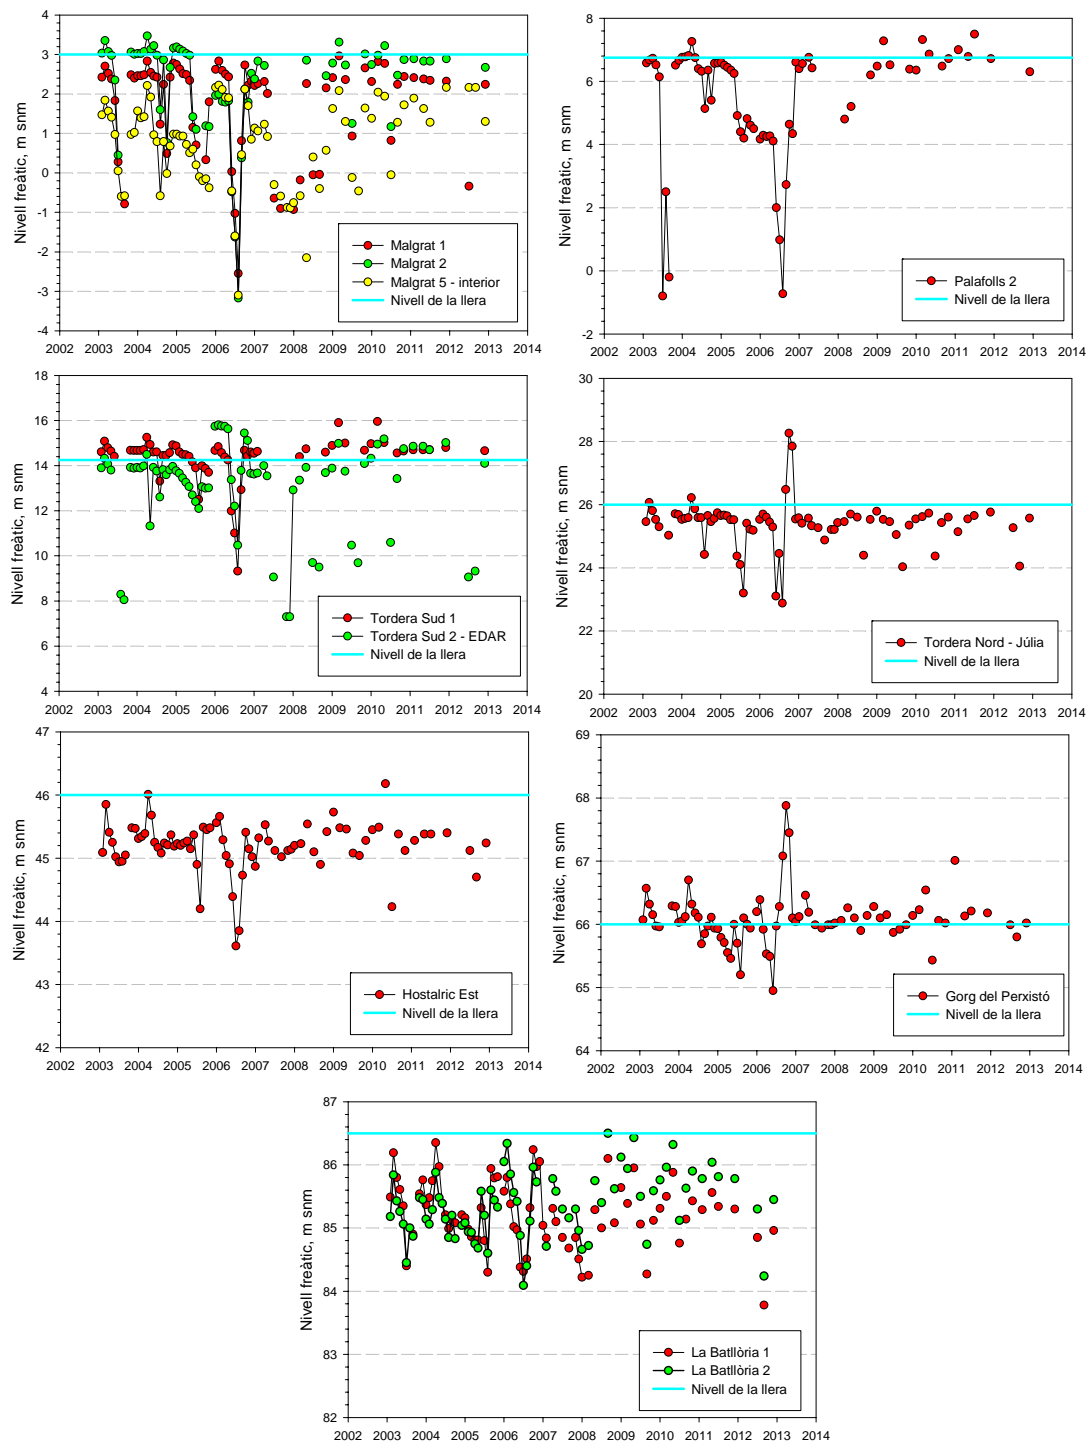 4
3
2
1
0
-1
-2
-3
-4
Nivell freàtic, m snm
Malgrat 1
Malgrat 2
Malgrat 5 - interior
Nivell de la llera
2002 2003 2004 2005 2006 2007 2008 2009 2010 2011 2012 2013 2014
8
6
4
2
0
-2
Nivell freàtic, m snm
Palafolls 2
Nivell de la llera
2002 2003 2004 2005 2006 2007 2008 2009 2010 2011 2012 2013 2014
18
16
14
12
10
8
6
4
Nivell freàtic, m snm
Tordera Sud 1
Tordera Sud 2 - EDAR
Nivell de la llera
2002 2003 2004 2005 2006 2007 2008 2009 2010 2011 2012 2013 2014
30
28
26
24
22
20
Nivell freàtic, m snm
Tordera Nord - Júlia
Nivell de la llera
2002 2003 2004 2005 2006 2007 2008 2009 2010 2011 2012 2013 2014
47
46
45
44
43
42
Nivell freàtic, m snm
Hostalric Est
Nivell de la llera
2002 2003 2004 2005 2006 2007 2008 2009 2010 2011 2012 2013 2014
69
68
67
66
65
64
Nivell freàtic, m snm
Gorg del Perxistó
Nivell de la llera
2002 2003 2004 2005 2006 2007 2008 2009 2010 2011 2012 2013 2014
87
86
85
84
83
82
Nivell freàtic, m snm
La Batllòria 1
La Batllòria 2
Nivell de la llera
2002 2003 2004 2005 2006 2007 2008 2009 2010 2011 2012 2013 2014